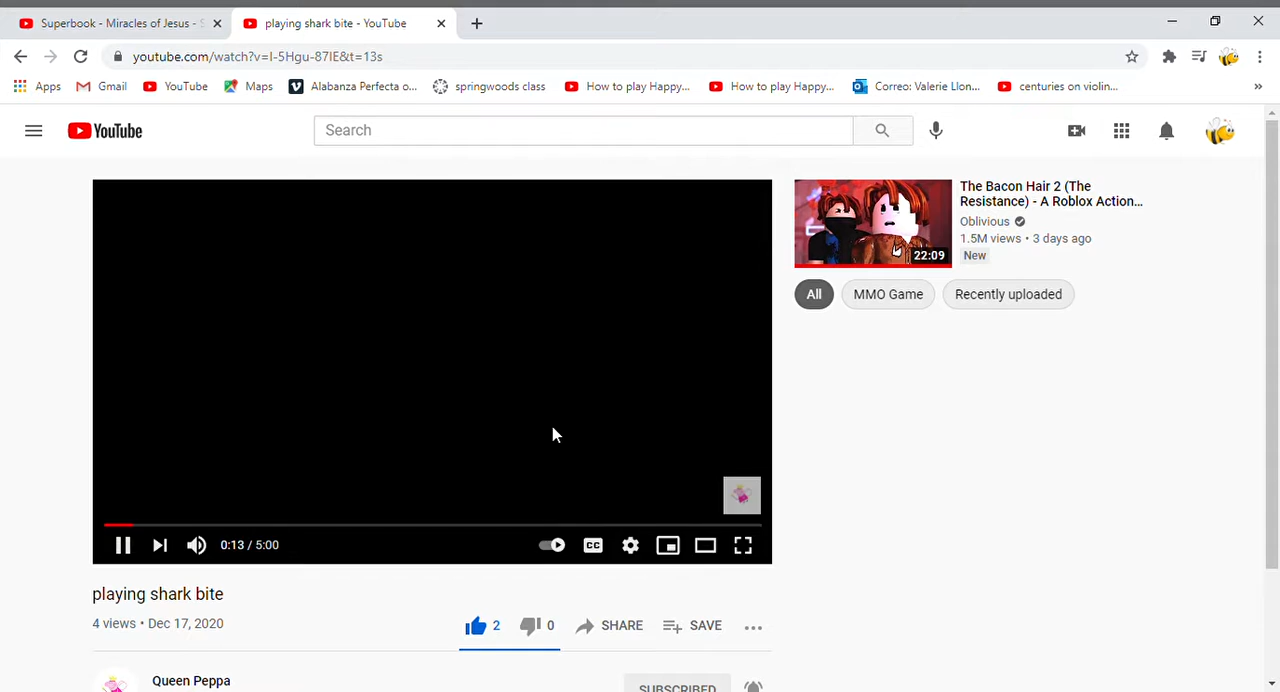 Superbook - Miracles of Jesus - S
playing shark bite - YouTube
youtube.com/watch?v=I-5Hgu-87IE&t=13s
Apps Gmail YouTube Maps Alabanza Perfecta o... springwoods class How to play Happy... How to play Happy... Correo: Valerie Llon... centuries on violin... »
YouTube
Search
The Bacon Hair 2 (The
Resistance) - A Roblox Action...
Oblivious
1.5M views • 3 days ago
New
22:09
All MMO Game Recently uploaded
0:13 / 5:00
CC
playing shark bite
4 views • Dec 17, 2020
2 0 SHARE SAVE ...
Queen Peppa
SUBSCRIBED